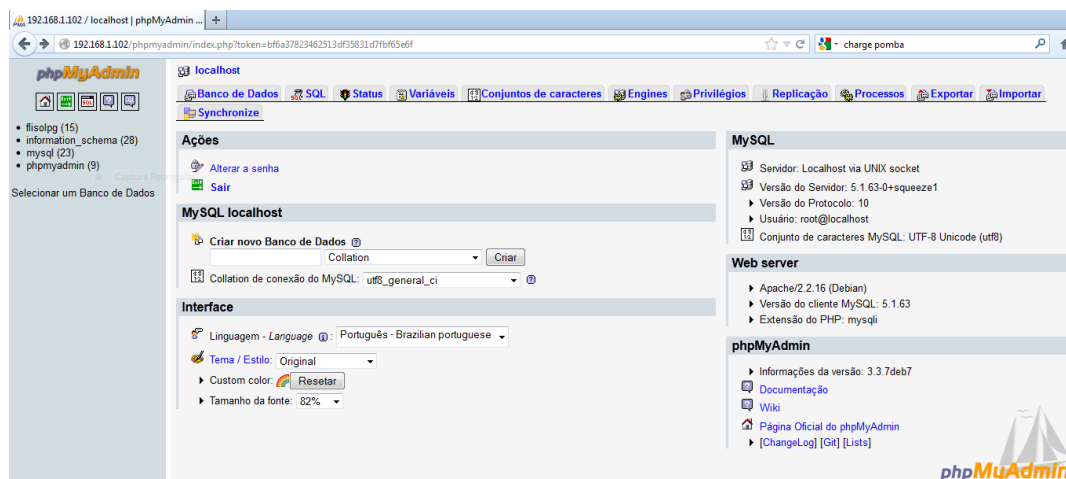 192.168.1.102 / localhost | phpMyAdmin ...
192.168.1.102/phpmyadmin/index.php?token=bf6a37823462513df35831d7fbf65e6f
charge pomba
phpMyAdmin
flisolpg (15)
information_schema (28)
mysql (23)
phpmyadmin (9)
Selecionar um Banco de Dados
localhost
Banco de Dados SQL Status Variáveis Conjuntos de caracteres Engines Privilégios Replicação Processos Exportar Importar
Synchronize
Ações
Alterar a senha
Sair
MySQL localhost
Criar novo Banco de Dados
Collation Criar
Collation de conexão do MySQL: utf8_general_ci
Interface
Linguagem - Language : Português - Brazilian portuguese
Tema / Estilo: Original
Custom color: Resetar
Tamanho da fonte: 82%
MySQL
Servidor: Localhost via UNIX socket
Versão do Servidor: 5.1.63-0+squeeze1
Versão do Protocolo: 10
Usuário: root@localhost
Conjunto de caracteres MySQL: UTF-8 Unicode (utf8)
Web server
Apache/2.2.16 (Debian)
Versão do cliente MySQL: 5.1.63
Extensão do PHP: mysqli
phpMyAdmin
Informações da versão: 3.3.7deb7
Documentação
Wiki
Página Oficial do phpMyAdmin
[ChangeLog] [Git] [Lists]
phpMyAdmin